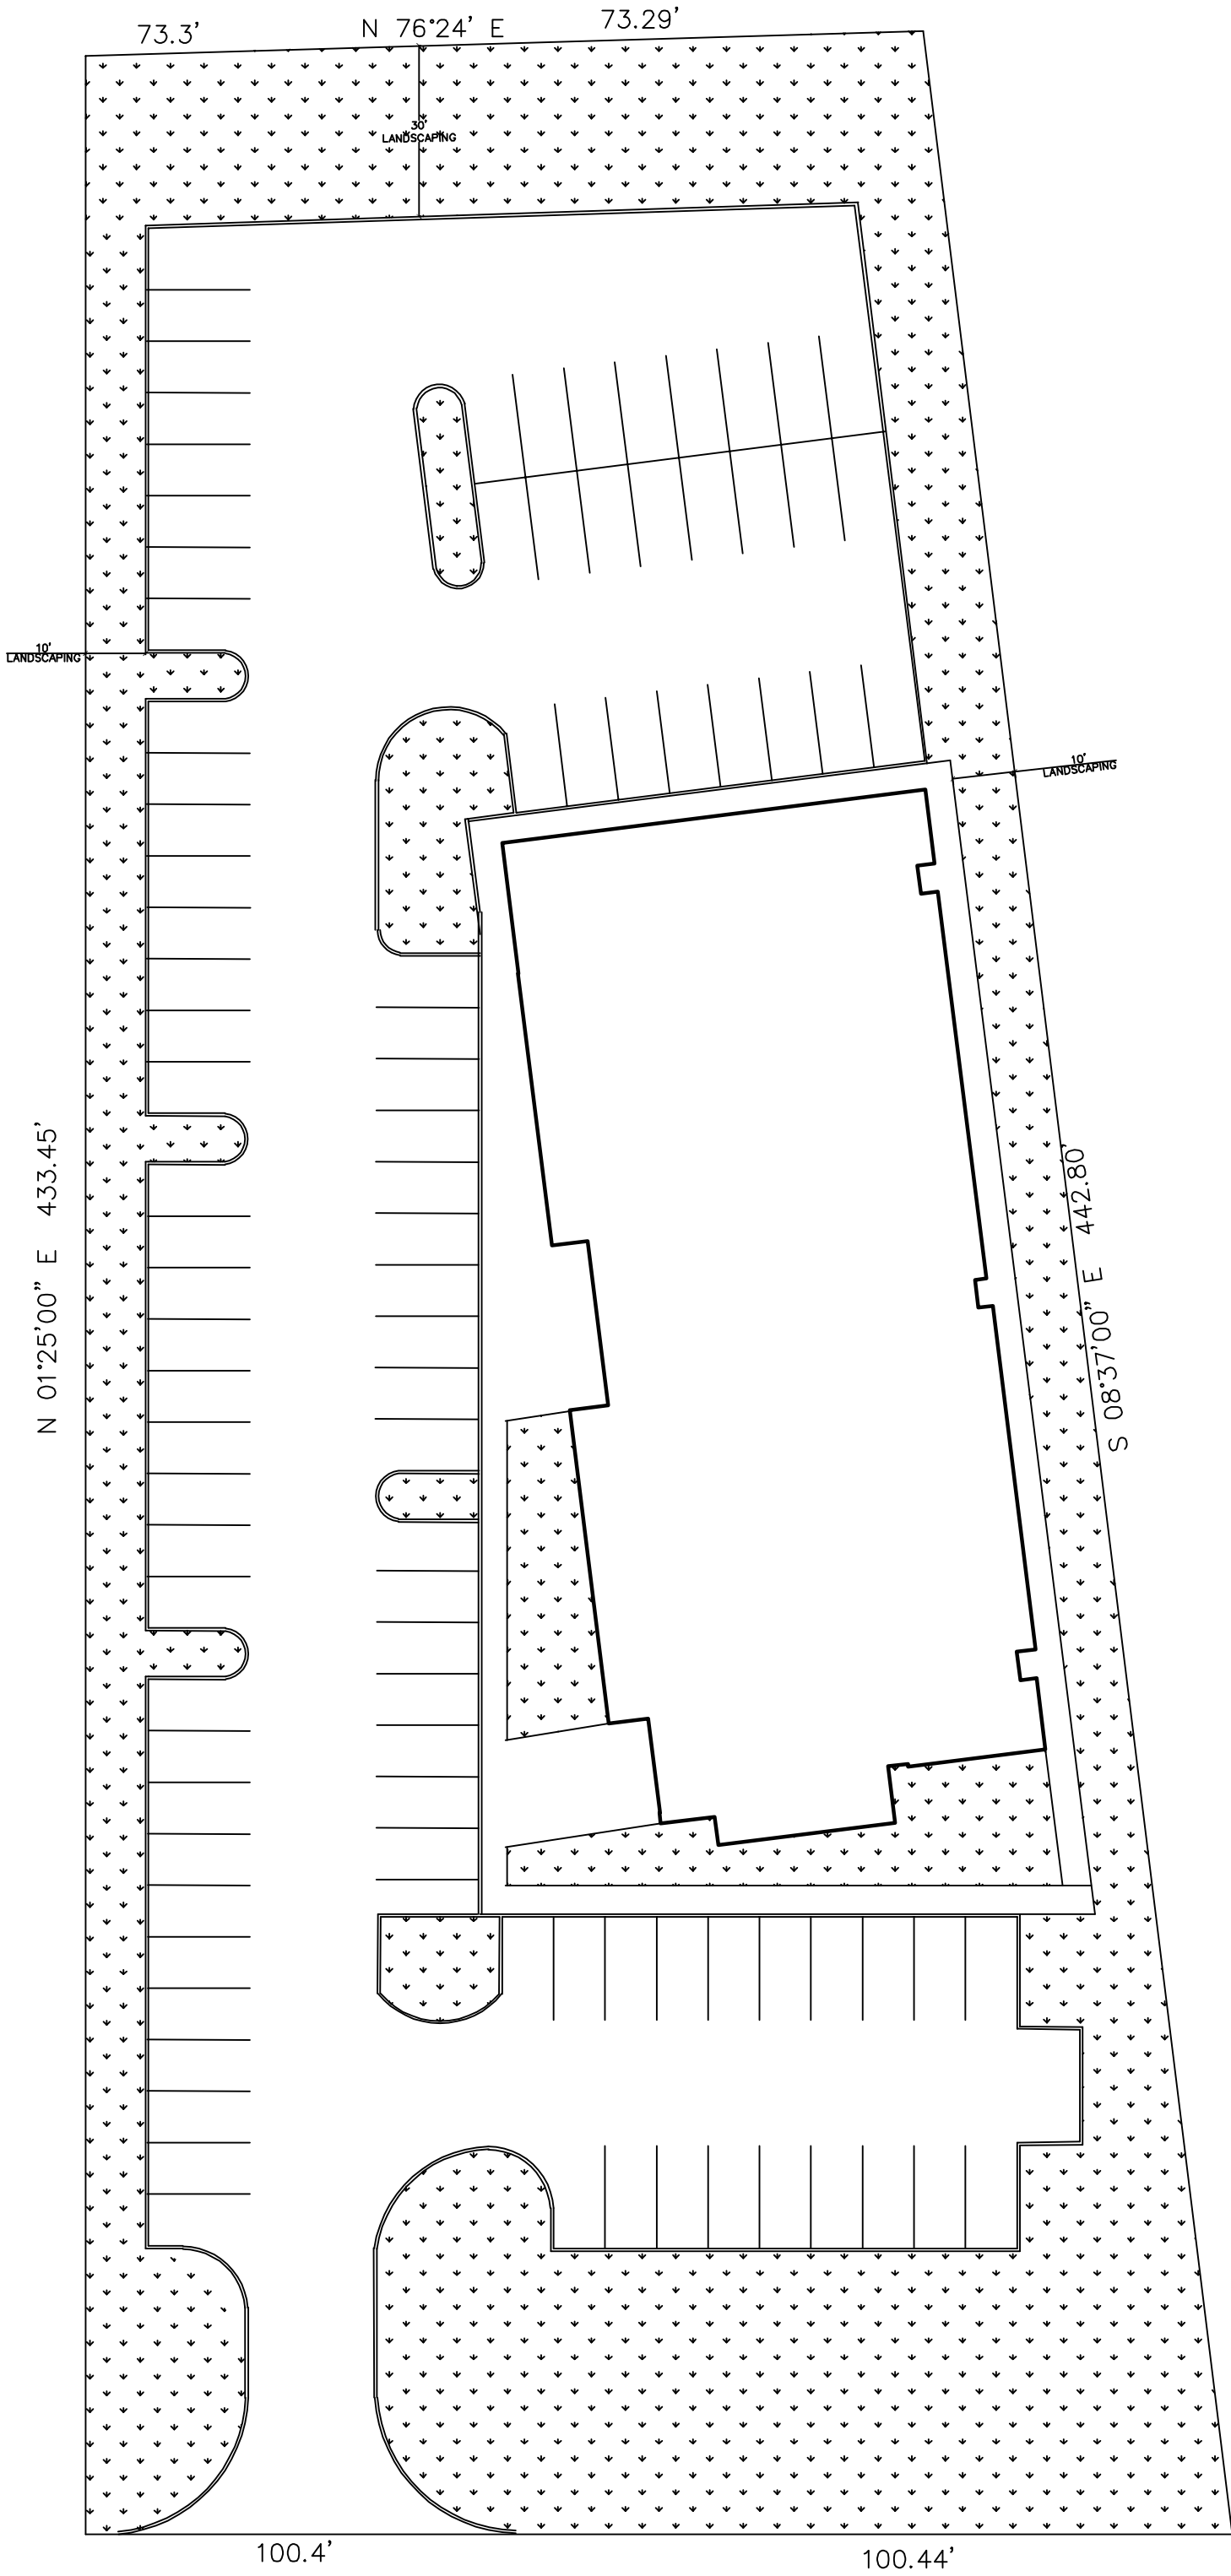 73.3'
N 76°24' E
73.29'
30'
LANDSCAPING
10'
LANDSCAPING
10'
LANDSCAPING
N 01°25'00" E 433.45'
S 08°37'00" E 442.80'
100.4'
100.44'